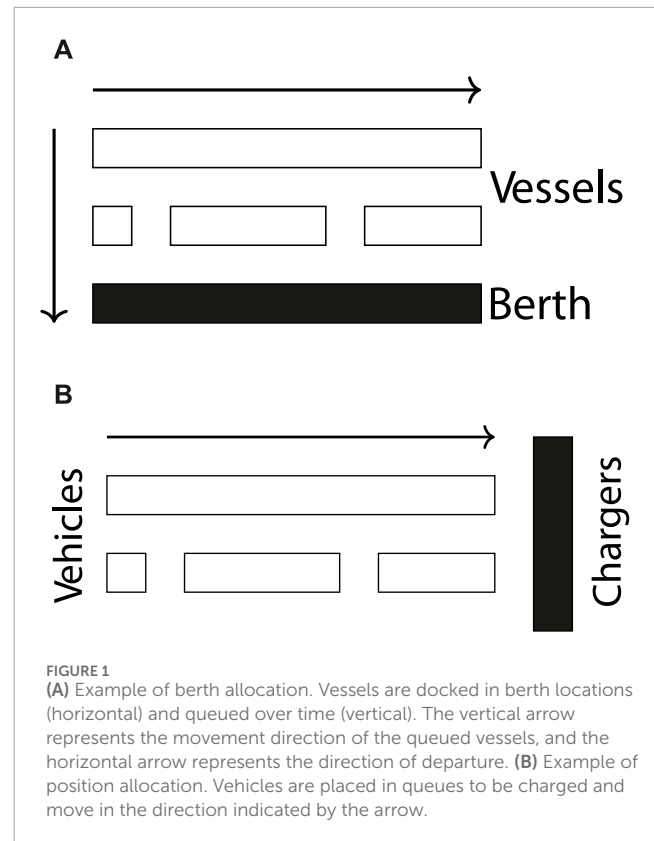 A
Vessels
Berth
B
Vehicles
Chargers
FIGURE 1
(A) Example of berth allocation. Vessels are docked in berth locations
(horizontal) and queued over time (vertical). The vertical arrow
represents the movement direction of the queued vessels, and the
horizontal arrow represents the direction of departure. (B) Example of
position allocation. Vehicles are placed in queues to be charged and
move in the direction indicated by the arrow.